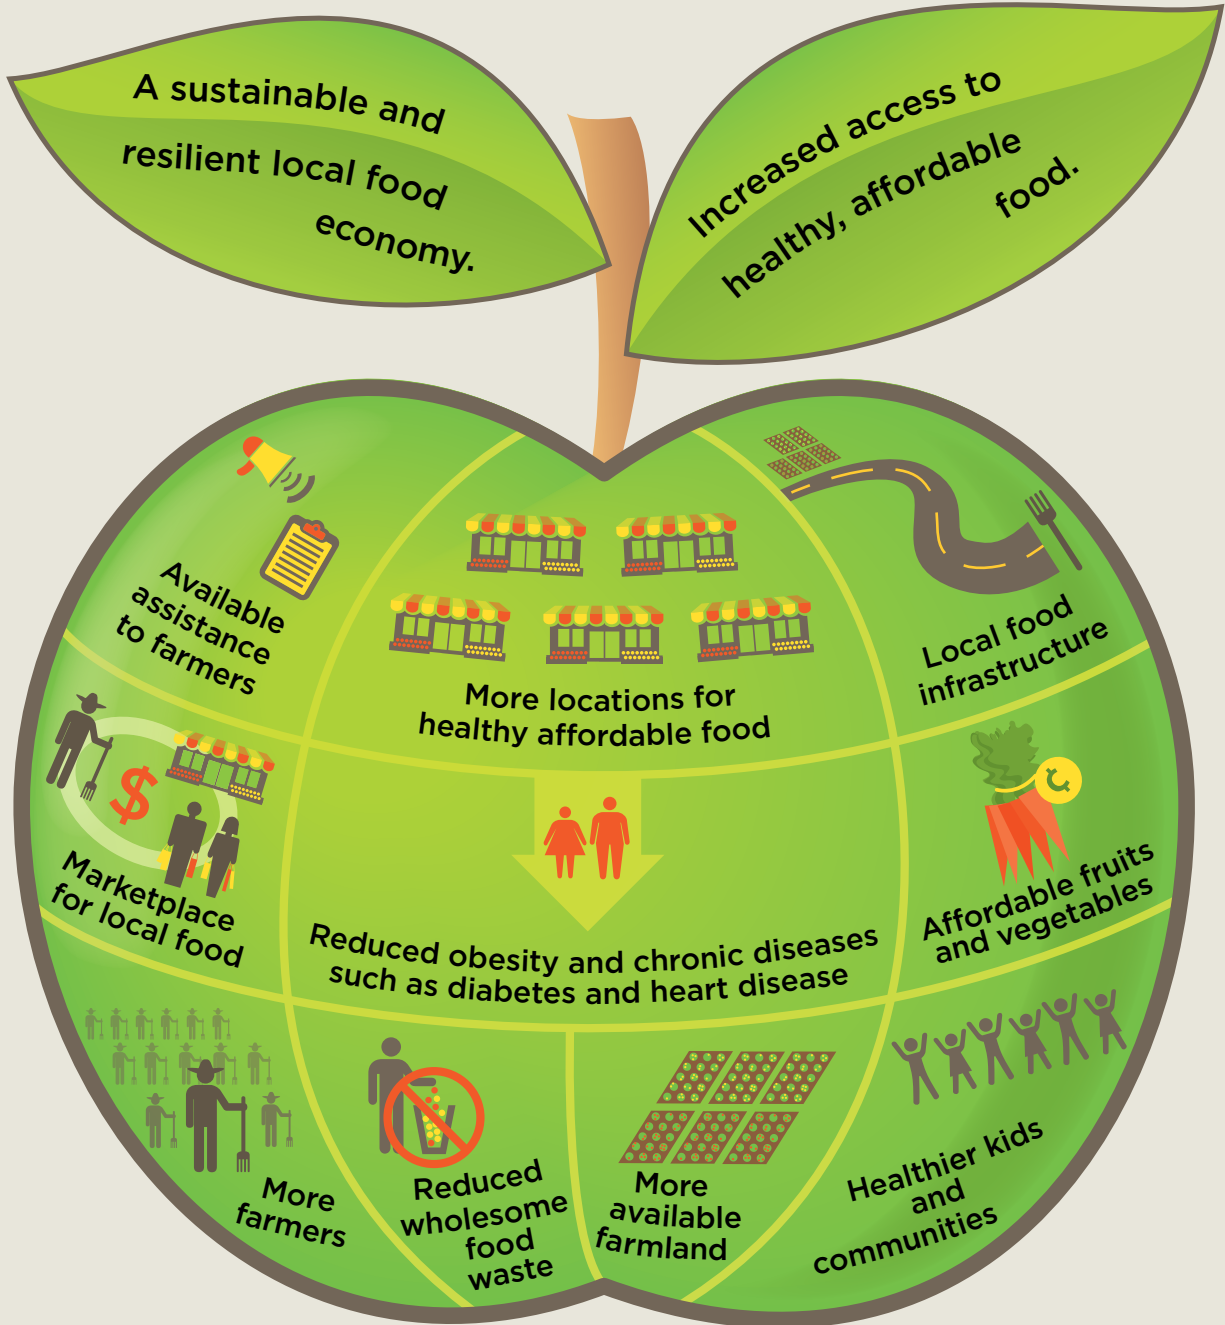 A sustainable and
resilient local food
economy.
Increased access to
healthy, affordable
food.
Available
assistance
to farmers
More locations for
healthy affordable food
Local food
infrastructure
$
Marketplace
for local food
Reduced obesity and chronic diseases
such as diabetes and heart disease
¢
Affordable fruits
and vegetables
More
farmers
Reduced
wholesome
food
waste
More
available
farmland
Healthier kids
and
communities